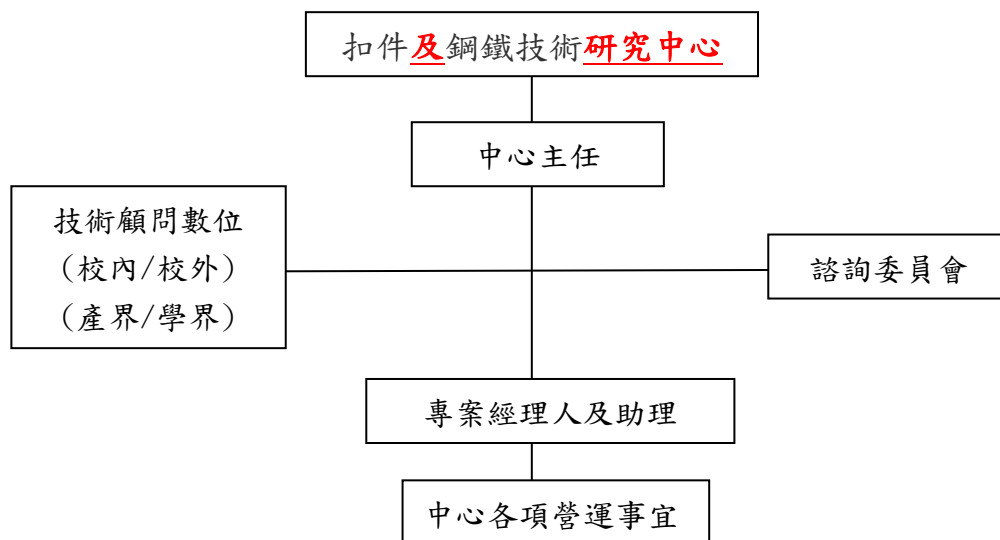 扣件及鋼鐵技術研究中心
中心主任
技術顧問數位
(校內/校外)
(產界/學界)
諮詢委員會
專案經理人及助理
中心各項營運事宜